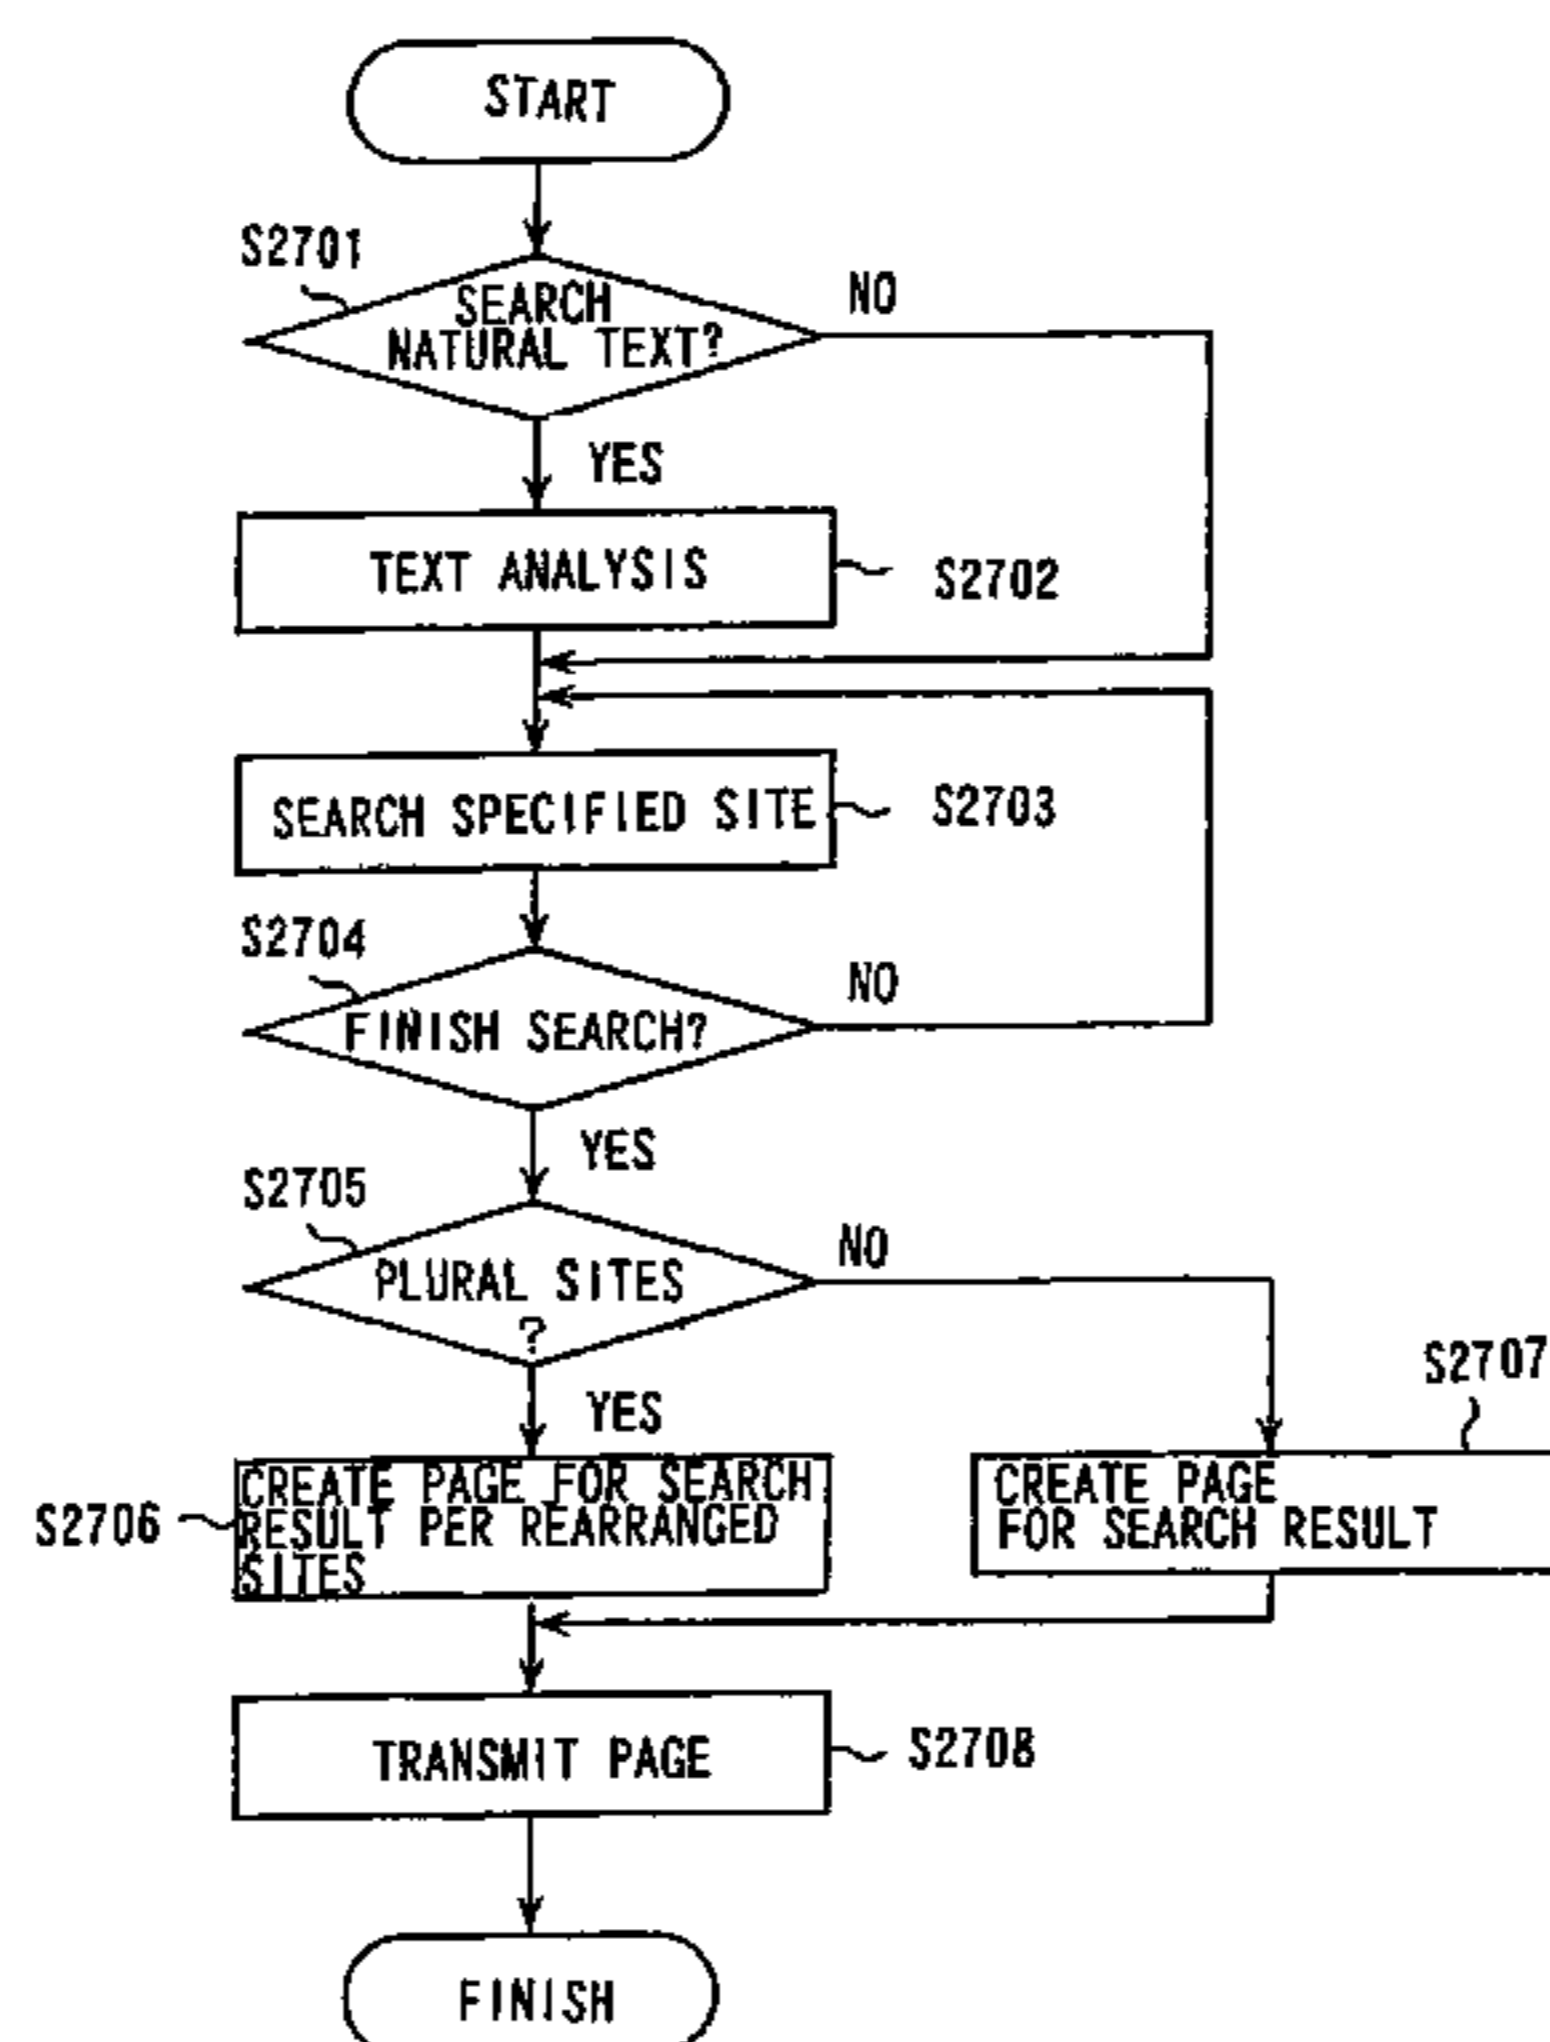 START
S2701
SEARCH
NATURAL TEXT?
NO
YES
TEXT ANALYSIS
S2702
SEARCH SPECIFIED SITE
S2703
S2704
FINISH SEARCH?
NO
YES
S2705
PLURAL SITES
?
NO
YES
S2706
CREATE PAGE FOR SEARCH
RESULT PER REARRANGED
SITES
S2707
CREATE PAGE
FOR SEARCH RESULT
TRANSMIT PAGE
S2708
FINISH